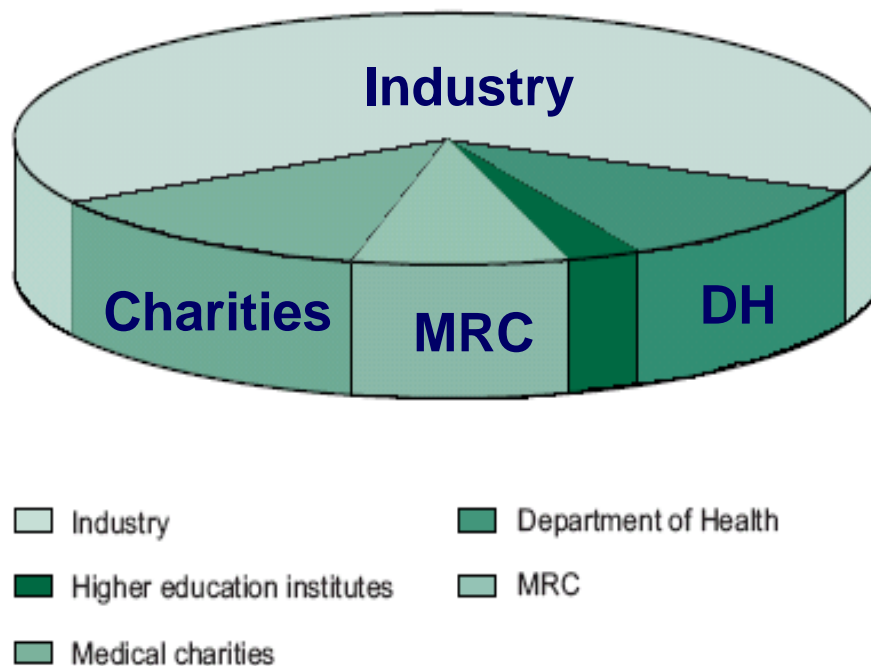 Industry
Charities
MRC
DH
Industry
Department of Health
Higher education institutes
MRC
Medical charities